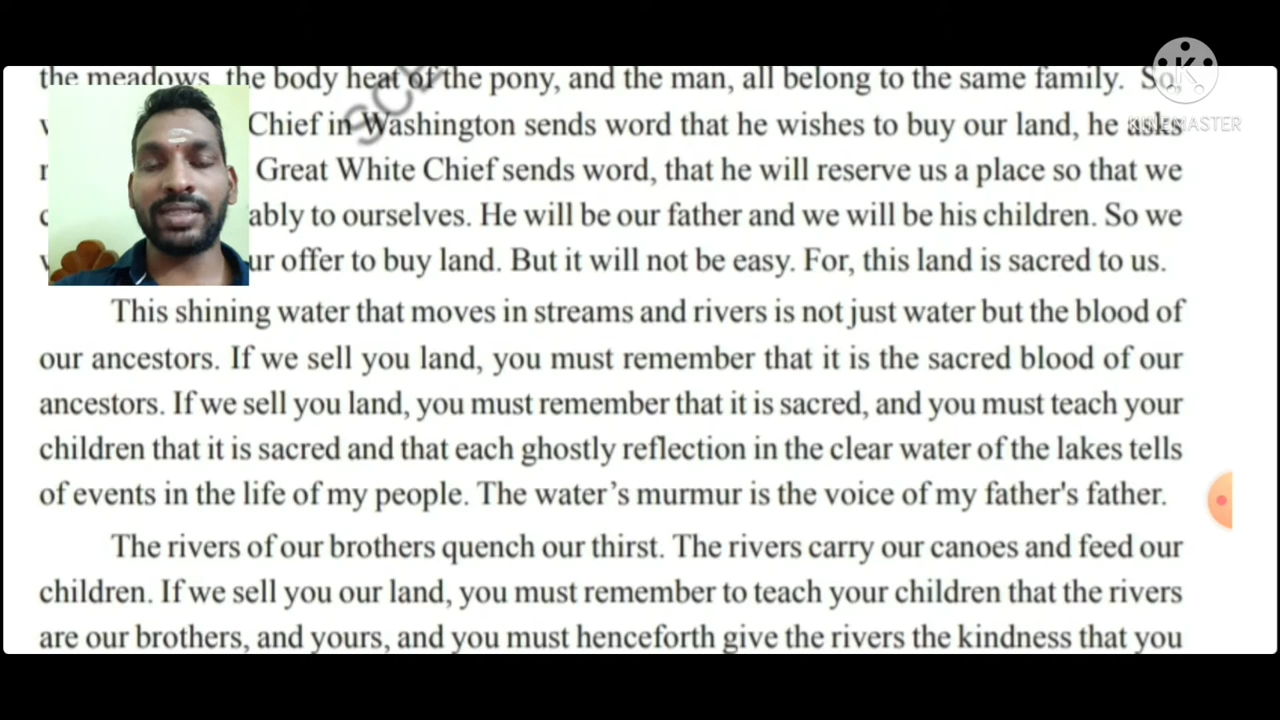 the meadows, the body heat of the pony, and the man, all belong to the same family. So,
Chief in Washington sends word that he wishes to buy our land, he asks
Great White Chief sends word, that he will reserve us a place so that we
ably to ourselves. He will be our father and we will be his children. So we
ur offer to buy land. But it will not be easy. For, this land is sacred to us.
This shining water that moves in streams and rivers is not just water but the blood of
our ancestors. If we sell you land, you must remember that it is the sacred blood of our
ancestors. If we sell you land, you must remember that it is sacred, and you must teach your
children that it is sacred and that each ghostly reflection in the clear water of the lakes tells
of events in the life of my people. The water’s murmur is the voice of my father's father.
The rivers of our brothers quench our thirst. The rivers carry our canoes and feed our
children. If we sell you our land, you must remember to teach your children that the rivers
are our brothers, and yours, and you must henceforth give the rivers the kindness that you
K
KINEMASTER
SCE